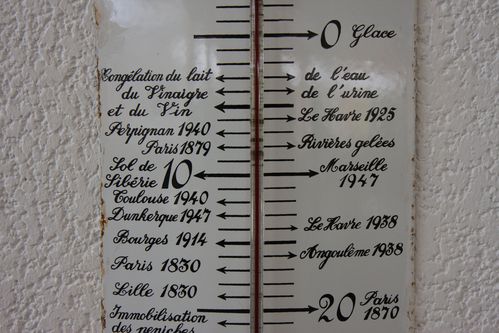 0 Glace
Congélation du lait
du Vinaigre
et du Vin
de l'eau
de l'urine
Le Havre 1925
Perpignan 1940
Paris 1879
Rivières gelées
Sol de
Sibérie 10
Marseille
1947
Toulouse 1940
Dunkerque 1947
Le Havre 1938
Bourges 1914
Angoulême 1938
Paris 1830
Lille 1830
20 Paris
1870
Immobilisation
des péniches